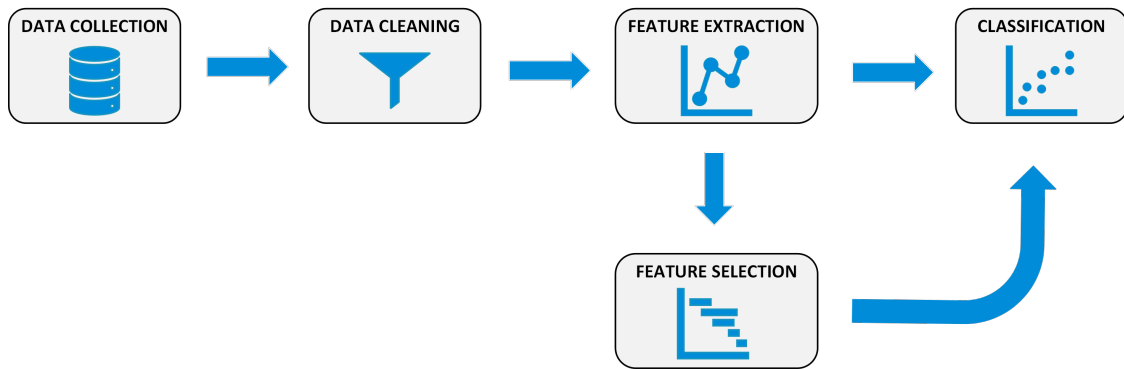 DATA COLLECTION
DATA CLEANING
FEATURE EXTRACTION
CLASSIFICATION
FEATURE SELECTION